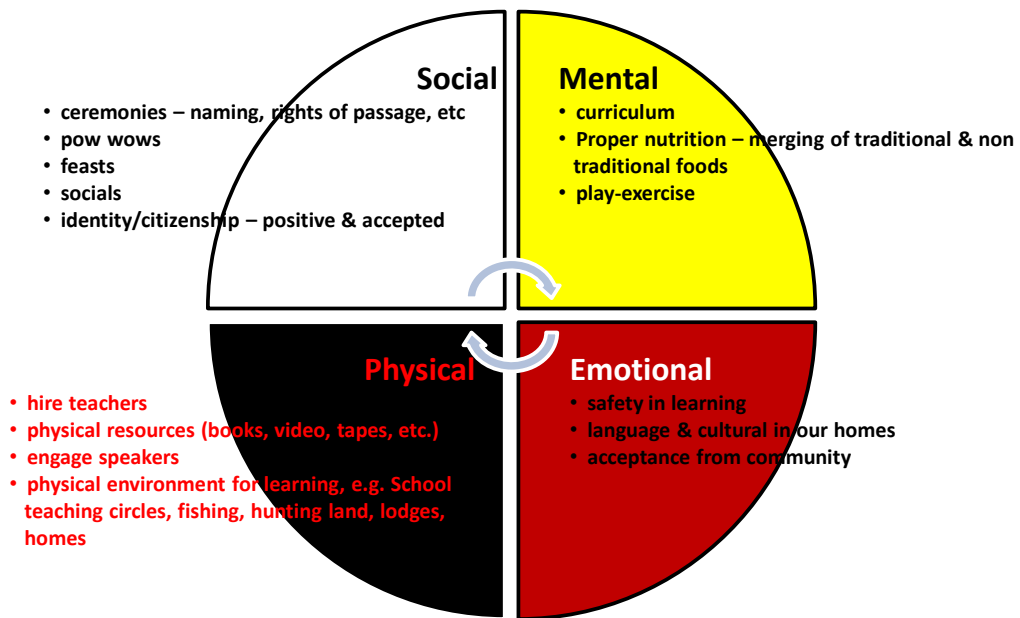 Social
• ceremonies – naming, rights of passage, etc
• pow wows
• feasts
• socials
• identity/citizenship – positive & accepted
Mental
• curriculum
• Proper nutrition – merging of traditional & non
traditional foods
• play-exercise
Physical
• hire teachers
• physical resources (books, video, tapes, etc.)
• engage speakers
• physical environment for learning, e.g. School
teaching circles, fishing, hunting land, lodges,
homes
Emotional
• safety in learning
• language & cultural in our homes
• acceptance from community